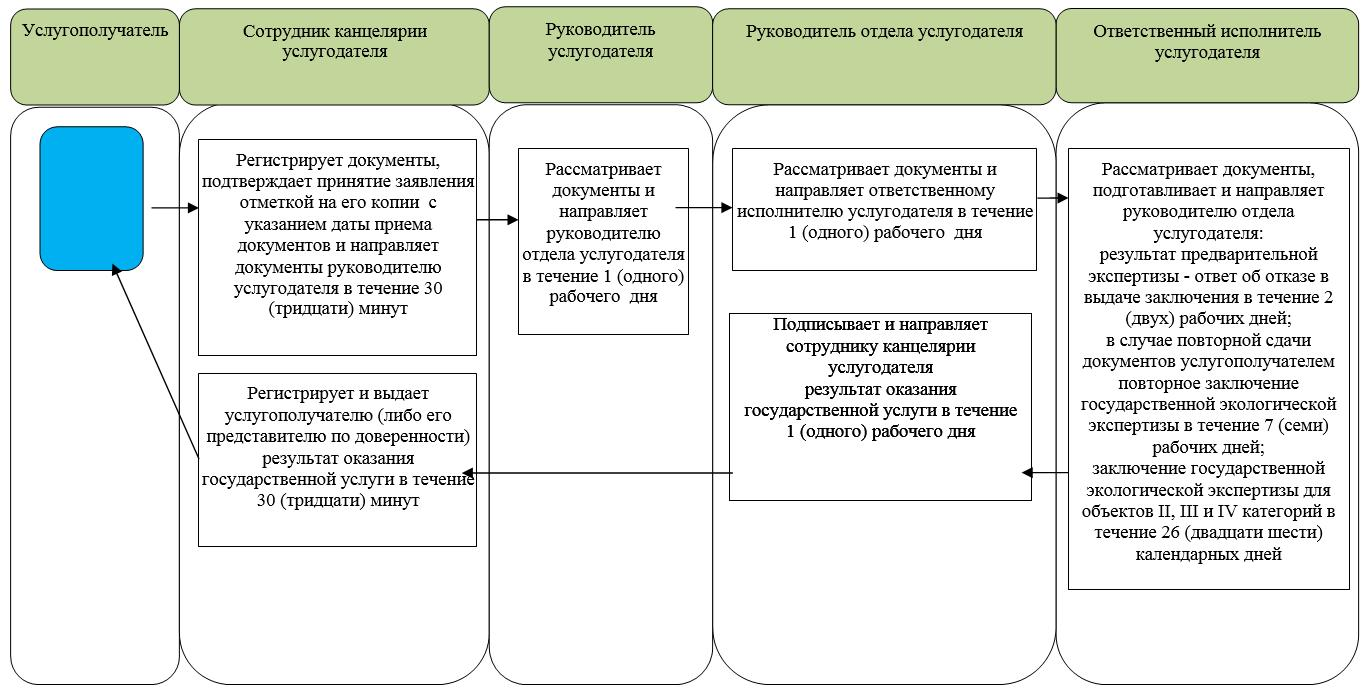 Услугополучатель
Сотрудник канцелярии
услугодателя
Руководитель
услугодателя
Руководитель отдела услугодателя
Ответственный исполнитель
услугодателя
Регистрирует документы,
подтверждает принятие заявления
отметкой на его копии с
указанием даты приема
документов и направляет
документы руководителю
услугодателя в течение 30
(тридцати) минут
Рассматривает
документы и
направляет
руководителю
отдела услугодателя
в течение 1 (одного)
рабочего дня
Рассматривает документы и
направляет ответственному
исполнителю услугодателя в течение
1 (одного) рабочего дня
Рассматривает документы,
подготавливает и направляет
руководителю отдела
услугодателя:
результат предварительной
экспертизы - ответ об отказе в
выдаче заключения в течение 2
(двух) рабочих дней;
в случае повторной сдачи
документов услугополучателем
повторное заключение
государственной экологической
экспертизы в течение 7 (семи)
рабочих дней;
заключение государственной
экологической экспертизы для
объектов II, III и IV категорий в
течение 26 (двадцати шести)
календарных дней
Подписывает и направляет
сотруднику канцелярии
услугодателя
результат оказания
государственной услуги в течение
1 (одного) рабочего дня
Регистрирует и выдает
услугополучателю (либо его
представителю по доверенности)
результат оказания
государственной услуги в течение
30 (тридцати) минут